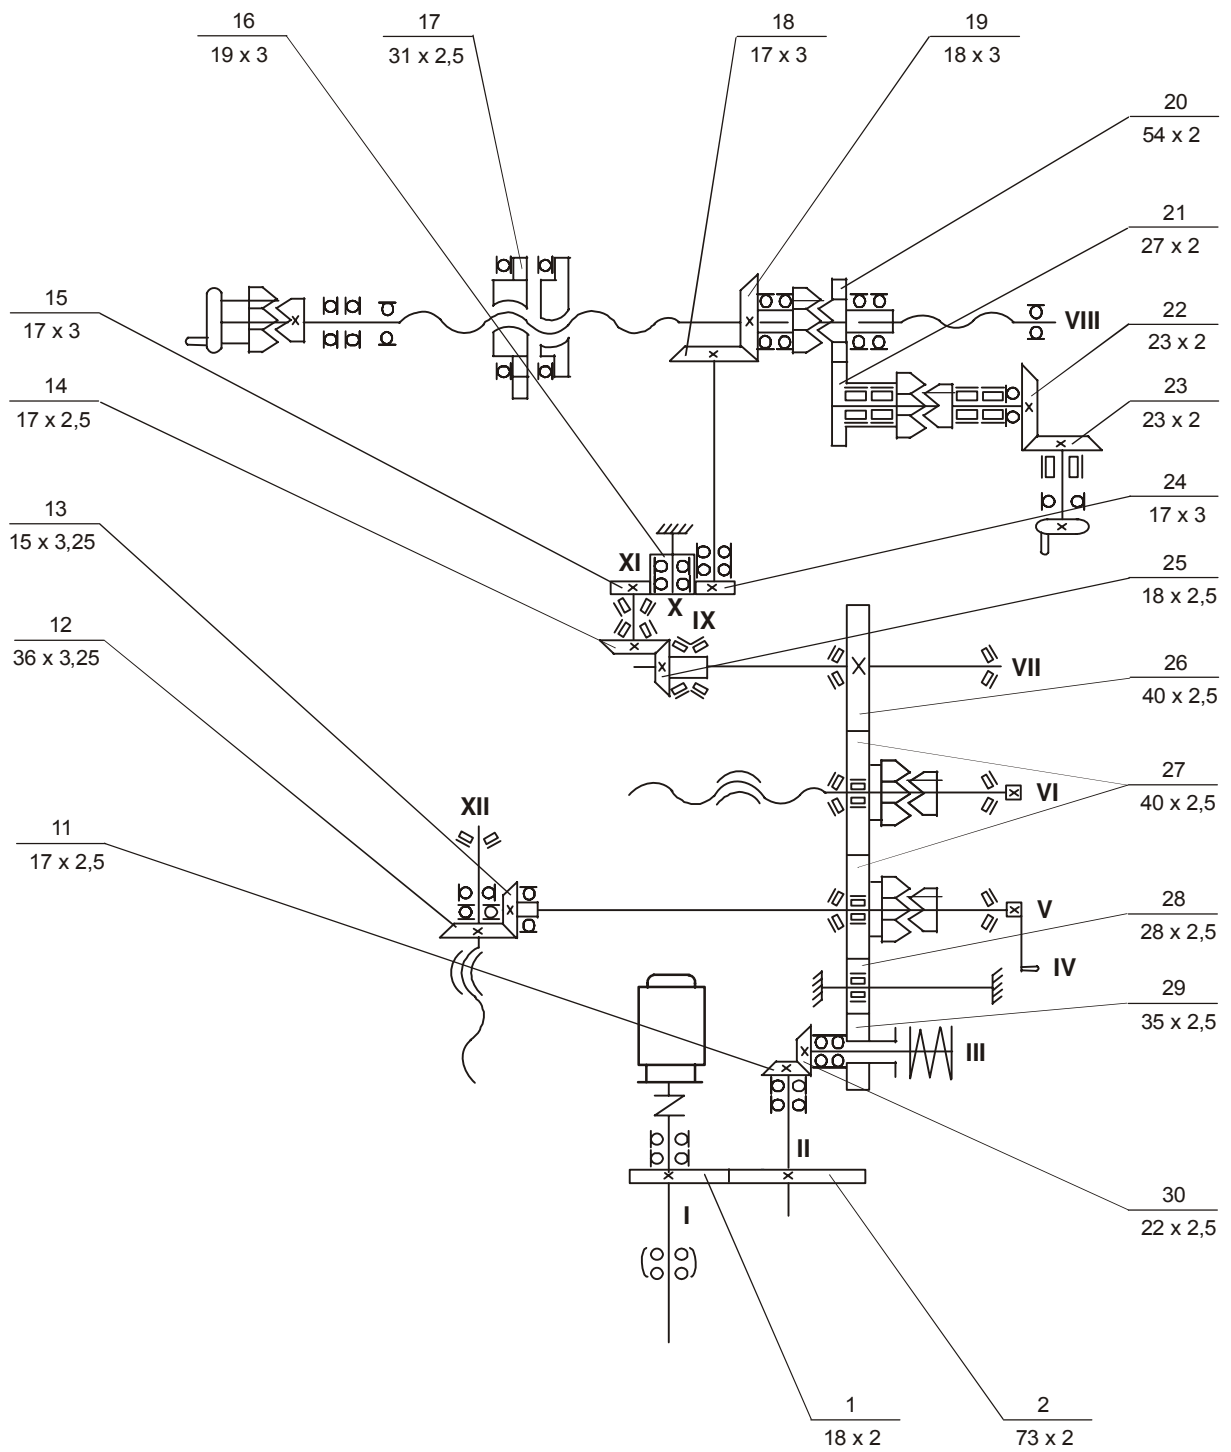 16
19 x 3
17
31 x 2,5
18
17 x 3
19
18 x 3
20
54 x 2
21
27 x 2
15
17 x 3
VIII
22
23 x 2
14
17 x 2,5
23
23 x 2
24
17 x 3
13
15 x 3,25
XI
X
IX
25
18 x 2,5
12
36 x 3,25
VII
26
40 x 2,5
27
40 x 2,5
VI
XII
11
17 x 2,5
V
28
28 x 2,5
IV
29
35 x 2,5
III
II
30
22 x 2,5
I
1
18 x 2
2
73 x 2